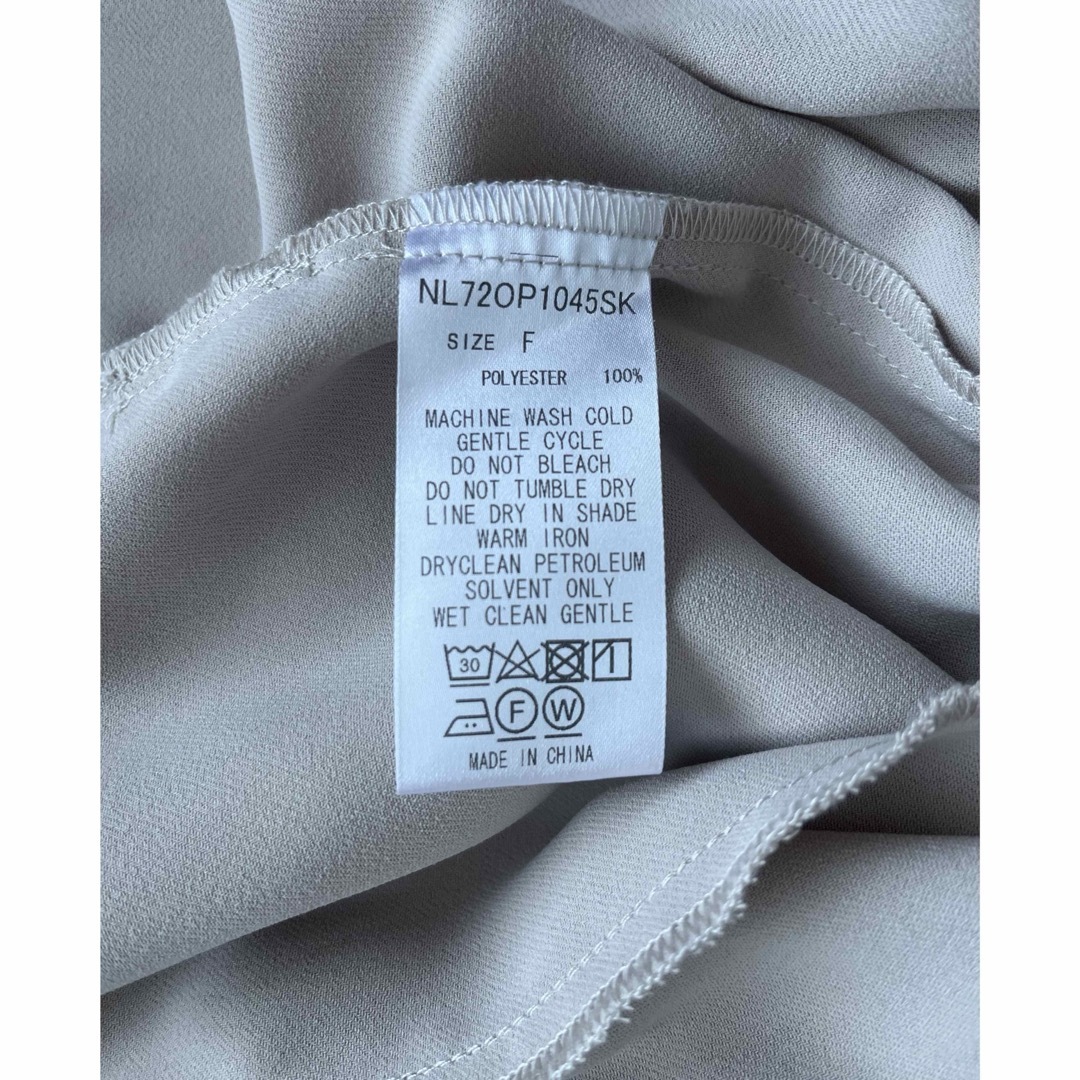 NL72OP1045SK
SIZE F
POLYESTER 100%
MACHINE WASH COLD
GENTLE CYCLE
DO NOT BLEACH
DO NOT TUMBLE DRY
LINE DRY IN SHADE
WARM IRON
DRYCLEAN PETROLEUM
SOLVENT ONLY
WET CLEAN GENTLE
30
F W
MADE IN CHINA